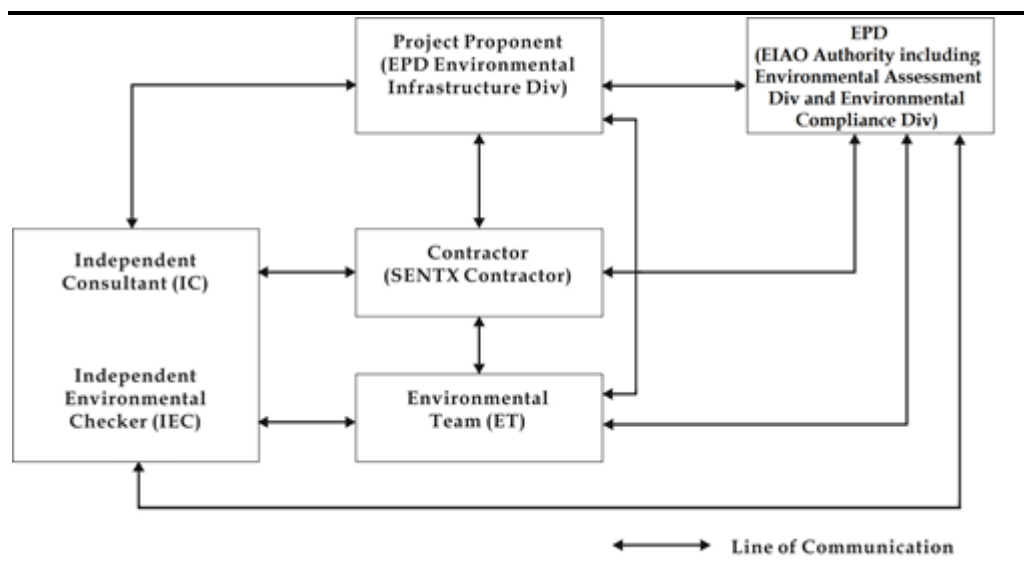 Project Proponent
(EPD Environmental
Infrastructure Div)
EPD
(EIAO Authority including
Environmental Assessment
Div and Environmental
Compliance Div)
Independent
Consultant (IC)
Contractor
(SENTX Contractor)
Independent
Environmental
Checker (IEC)
Environmental
Team (ET)
Line of Communication